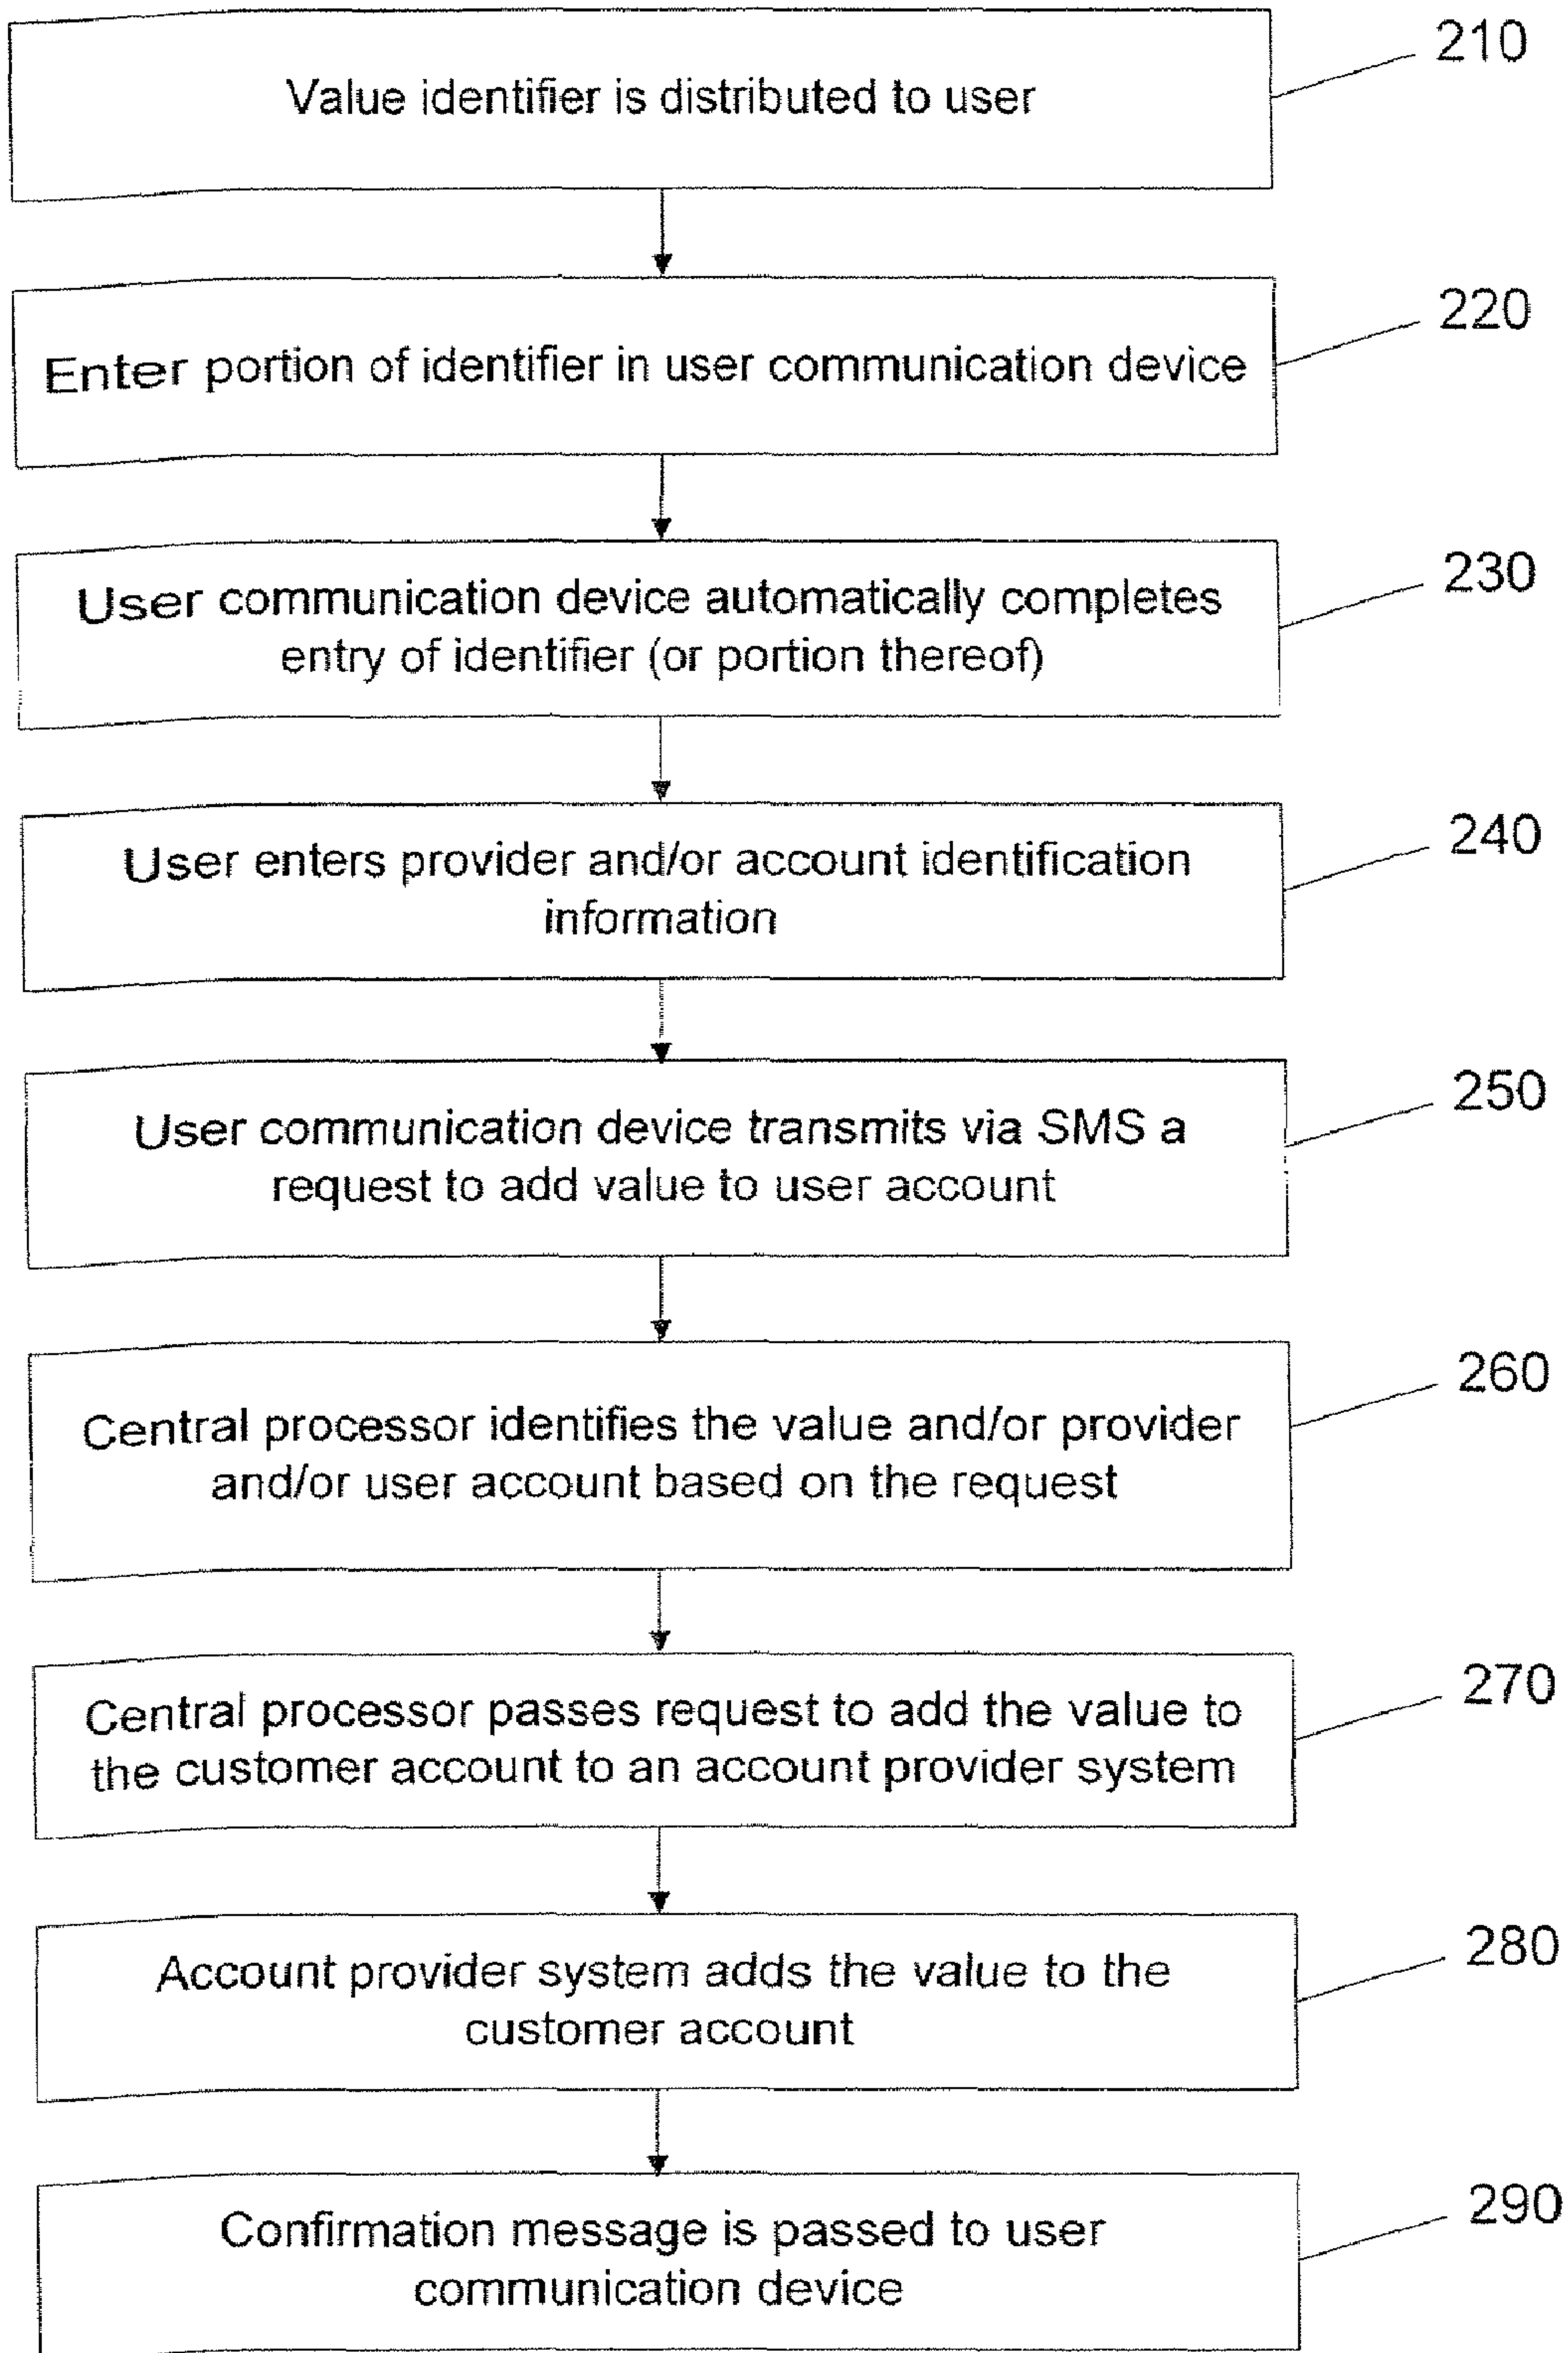 210
Value identifier is distributed to user
220
Enter portion of identifier in user communication device
230
User communication device automatically completes
entry of identifier (or portion thereof)
240
User enters provider and/or account identification
information
250
User communication device transmits via SMS a
request to add value to user account
260
Central processor identifies the value and/or provider
and/or user account based on the request
270
Central processor passes request to add the value to
the customer account to an account provider system
280
Account provider system adds the value to the
customer account
290
Confirmation message is passed to user
communication device